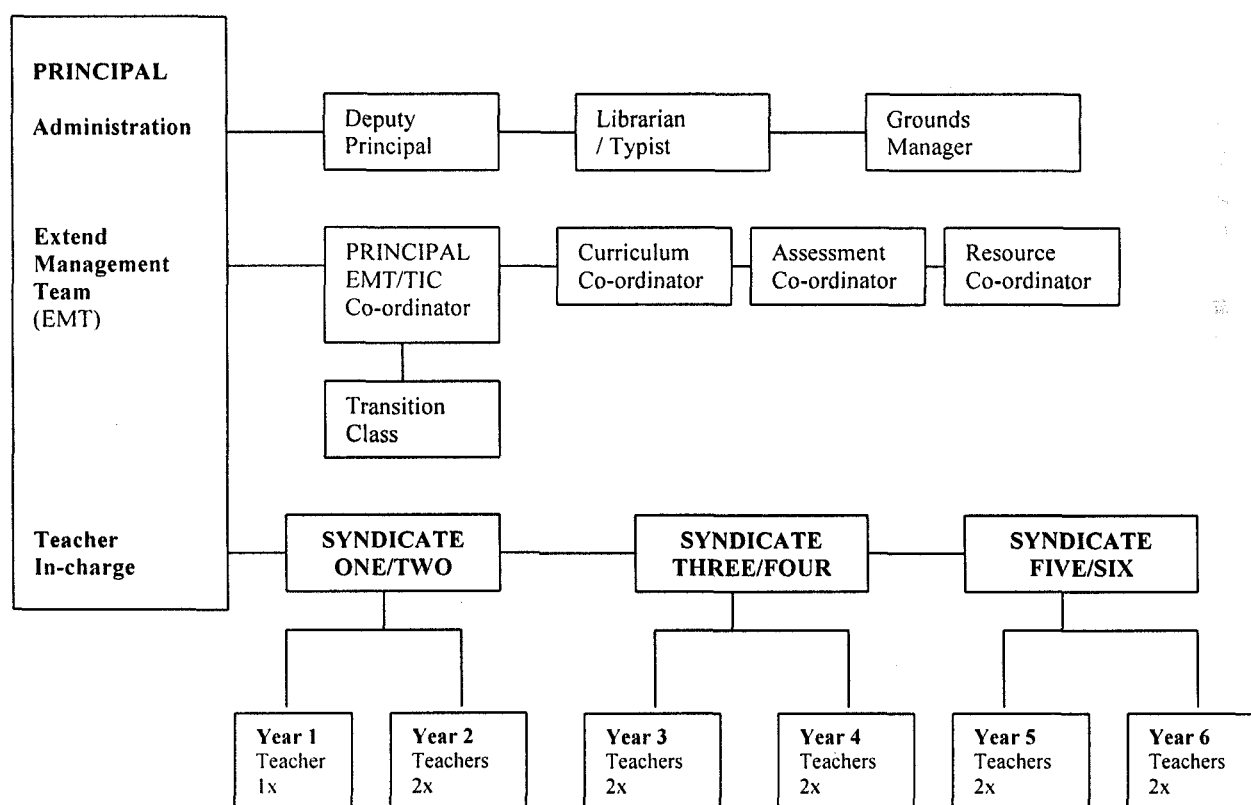 PRINCIPAL
Administration
Deputy
Principal
Librarian
/ Typist
Grounds
Manager
Extend
Management
Team
(EMT)
PRINCIPAL
EMT/TIC
Co-ordinator
Curriculum
Co-ordinator
Assessment
Co-ordinator
Resource
Co-ordinator
Transition
Class
Teacher
In-charge
SYNDICATE
ONE/TWO
SYNDICATE
THREE/FOUR
SYNDICATE
FIVE/SIX
Year 1
Teacher
1x
Year 2
Teachers
2x
Year 3
Teachers
2x
Year 4
Teachers
2x
Year 5
Teachers
2x
Year 6
Teachers
2x